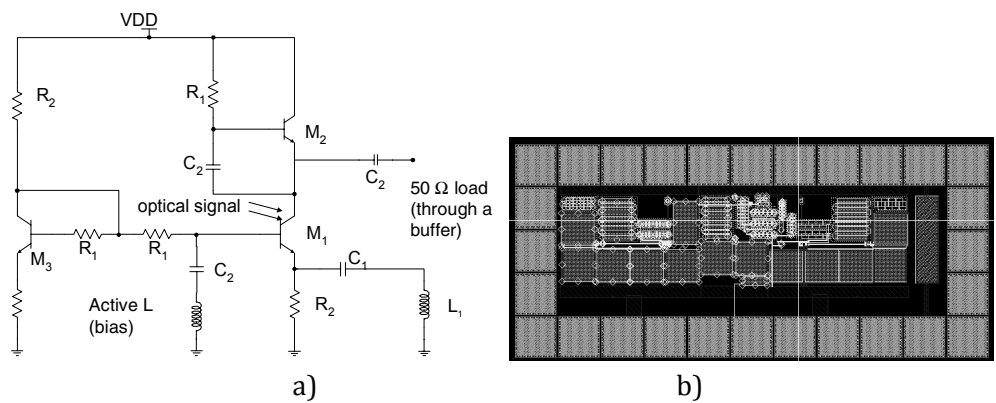 VDD
R2
R1
M2
C2
C2
optical signal
50 Ω load
(through a
buffer)
M3
R1
R1
M1
C1
C2
Active L
(bias)
R2
L1
a)
b)